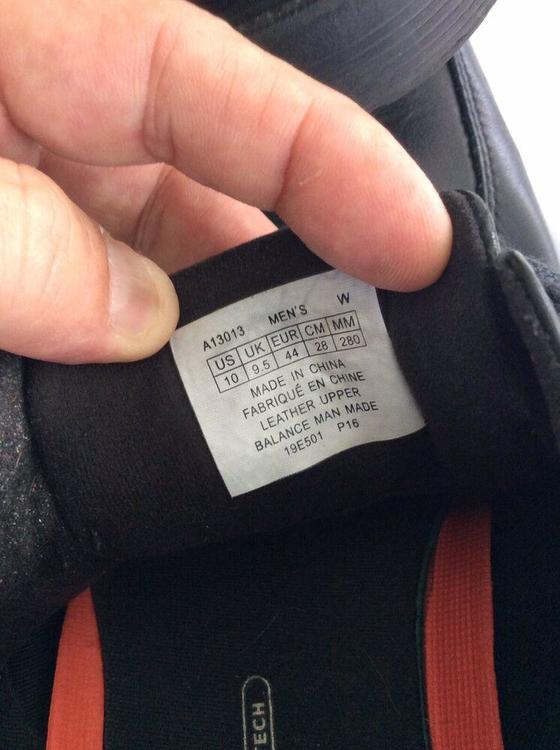 A13013 MEN'S W
US UK EUR CM MM
10 9.5 44 28 280
MADE IN CHINA
FABRIQUÉ EN CHINE
LEATHER UPPER
BALANCE MAN MADE
19E501 P16
TECH